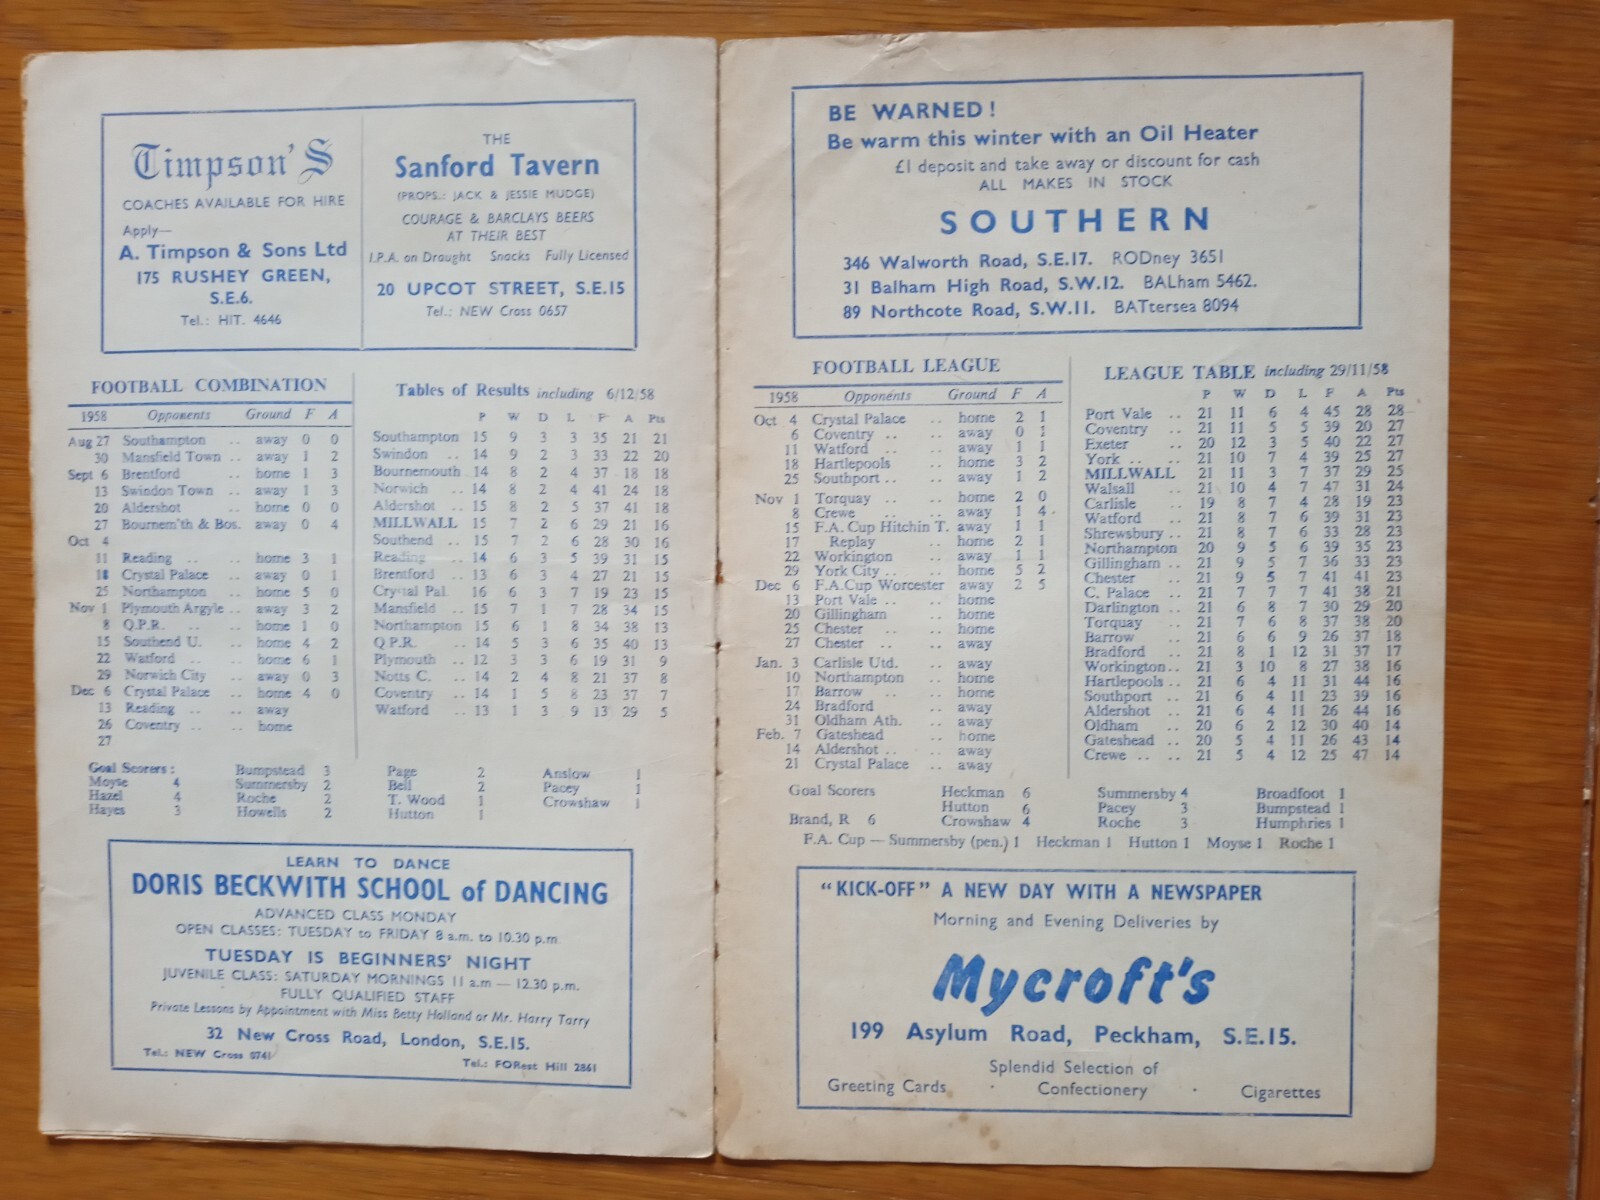 Timpson's
COACHES AVAILABLE FOR HIRE
Apply—
A. Timpson & Sons Ltd
175 RUSHEY GREEN,
S.E.6.
Tel.: HIT. 4646
THE
Sanford Tavern
(PROPS.: JACK & JESSIE MUDGE)
COURAGE & BARCLAYS BEERS
AT THEIR BEST
I.P.A. on Draught Snacks Fully Licensed
20 UPCOT STREET, S.E.15
Tel.: NEW Cross 0657
FOOTBALL COMBINATION
1958 Opponents Ground F A
Aug 27 Southampton .. away 0 0
30 Mansfield Town .. away 1 2
Sept 6 Brentford .. home 1 3
13 Swindon Town .. away 1 3
20 Aldershot .. home 0 0
27 Bournem'th & Bos. away 0 4
Oct 4
11 Reading .. home 3 1
18 Crystal Palace .. away 0 1
25 Northampton .. home 5 0
Nov 1 Plymouth Argyle .. away 3 2
8 Q.P.R. .. .. home 1 0
15 Southend U. .. home 4 2
22 Watford .. .. home 6 1
29 Norwich City .. away 0 3
Dec 6 Crystal Palace .. home 4 0
13 Reading .. .. away
26 Coventry .. .. home
27
Tables of Results including 6/12/58
P W D L F A Pts
Southampton 15 9 3 3 35 21 21
Swindon .. 14 9 2 3 33 22 20
Bournemouth . 14 8 2 4 37 18 18
Norwich .. 14 8 2 4 41 24 18
Aldershot .. 15 8 2 5 37 41 18
MILLWALL 15 7 2 6 29 21 16
Southend .. 15 7 2 6 28 30 16
Reading .. 14 6 3 5 39 31 15
Brentford .. 13 6 3 4 27 21 15
Crystal Pal. 16 6 3 7 19 23 15
Mansfield .. 15 7 1 7 28 34 15
Northampton 15 6 1 8 34 38 13
Q.P.R. .. 14 5 3 6 35 40 13
Plymouth .. 12 3 3 6 19 31 9
Notts C. .. 14 2 4 8 21 37 8
Coventry .. 14 1 5 8 23 37 7
Watford .. 13 1 3 9 13 29 5
Goal Scorers : Bumpstead 3 Page 2 Anslow 1
Moyse 4 Summersby 2 Bell 2 Pacey 1
Hazel 4 Roche 2 T. Wood 1 Crowshaw 1
Hayes 3 Howells 2 Hutton 1
LEARN TO DANCE
DORIS BECKWITH SCHOOL of DANCING
ADVANCED CLASS MONDAY
OPEN CLASSES: TUESDAY to FRIDAY 8 a.m. to 10.30 p.m.
TUESDAY IS BEGINNERS' NIGHT
JUVENILE CLASS: SATURDAY MORNINGS 11 a.m — 12.30 p.m.
FULLY QUALIFIED STAFF
Private Lessons by Appointment with Miss Betty Holland or Mr. Harry Tarry
32 New Cross Road, London, S.E.15.
Tel.: NEW Cross 0741 Tel.: FORest Hill 2861
BE WARNED!
Be warm this winter with an Oil Heater
£1 deposit and take away or discount for cash
ALL MAKES IN STOCK
SOUTHERN
346 Walworth Road, S.E.17. RODney 3651
31 Balham High Road, S.W.12. BALham 5462.
89 Northcote Road, S.W.11. BATtersea 8094
FOOTBALL LEAGUE
1958 Opponents Ground F A
Oct 4 Crystal Palace .. home 2 1
6 Coventry .. .. away 0 1
11 Watford .. .. away 1 1
18 Hartlepools .. home 3 2
25 Southport .. .. away 1 2
Nov 1 Torquay .. .. home 2 0
8 Crewe .. .. away 1 4
15 F.A. Cup Hitchin T. away 1 1
17 Replay .. home 2 1
22 Workington .. away 1 1
29 York City .. .. home 5 2
Dec 6 F.A.Cup Worcester away 2 5
13 Port Vale .. .. home
20 Gillingham .. home
25 Chester .. .. home
27 Chester .. .. away
Jan. 3 Carlisle Utd. .. away
10 Northampton .. home
17 Barrow .. .. home
24 Bradford .. away
31 Oldham Ath. .. away
Feb. 7 Gateshead .. home
14 Aldershot .. .. away
21 Crystal Palace .. away
LEAGUE TABLE including 29/11/58
P W D L F A Pts
Port Vale .. 21 11 6 4 45 28 28
Coventry .. 21 11 5 5 39 20 27
Exeter .. 20 12 3 5 40 22 27
York .. .. 21 10 7 4 39 25 27
MILLWALL 21 11 3 7 37 29 25
Walsall .. 21 10 4 7 47 31 24
Carlisle .. 19 8 7 4 28 19 23
Watford .. 21 8 7 6 39 31 23
Shrewsbury .. 21 8 7 6 33 28 23
Northampton 20 9 5 6 39 35 23
Gillingham .. 21 9 5 7 36 33 23
Chester .. 21 9 5 7 41 41 23
C. Palace .. 21 7 7 7 41 38 21
Darlington .. 21 6 8 7 30 29 20
Torquay .. 21 7 6 8 37 38 20
Barrow .. 21 6 6 9 26 37 18
Bradford .. 21 8 1 12 31 37 17
Workington.. 21 3 10 8 27 38 16
Hartlepools .. 21 6 4 11 31 44 16
Southport .. 21 6 4 11 23 39 16
Aldershot .. 21 6 4 11 26 44 16
Oldham .. 20 6 2 12 30 40 14
Gateshead .. 20 5 4 11 26 43 14
Crewe .. .. 21 5 4 12 25 47 14
Goal Scorers Heckman 6 Summersby 4 Broadfoot 1
Hutton 6 Pacey 3 Bumpstead 1
Brand, R 6 Crowshaw 4 Roche 3 Humphries 1
F.A. Cup — Summersby (pen.) 1 Heckman 1 Hutton 1 Moyse 1 Roche 1
"KICK-OFF" A NEW DAY WITH A NEWSPAPER
Morning and Evening Deliveries by
Mycroft's
199 Asylum Road, Peckham, S.E.15.
Splendid Selection of
Greeting Cards · Confectionery · Cigarettes